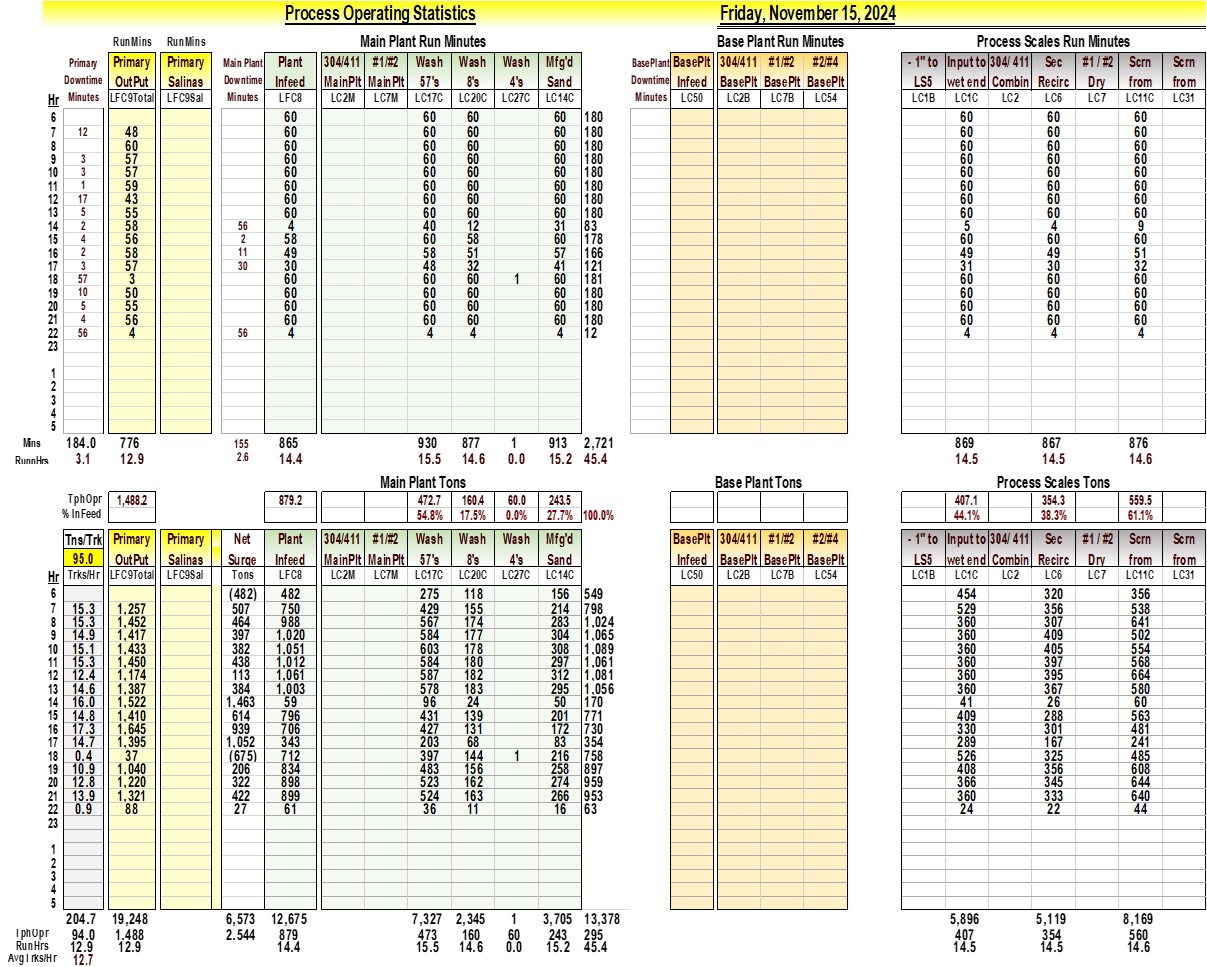 Process Operating Statistics Friday, November 15, 2024
RunMins RunMins Main Plant Run Minutes Base Plant Run Minutes Process Scales Run Minutes
Primary Primary Primary Main Plant Plant 304/411 #1/#2 Wash Wash Wash Mfg'd BasePlant BasePlt 304/411 #1/#2 #2/#4 - 1" to Input to 304/ 411 Sec #1 / #2 Scrn Scrn
Downtime OutPut Salinas Downtime Infeed MainPlt MainPlt 57's 8's 4's Sand Downtime Infeed BasePlt BasePlt BasePlt LS5 wet end Combin Recirc Dry from from
Hr Minutes LFC9Total LFC9Sal Minutes LFC8 LC2M LC7M LC17C LC20C LC27C LC14C Minutes LC50 LC2B LC7B LC54 LC1B LC1C LC2 LC6 LC7 LC11C LC31
6 60 60 60 60 180 60 60 60
7 12 48 60 60 60 60 180 60 60 60
8 60 60 60 60 60 180 60 60 60
9 3 57 60 60 60 60 180 60 60 60
10 3 57 60 60 60 60 180 60 60 60
11 1 59 60 60 60 60 180 60 60 60
12 17 43 60 60 60 60 180 60 60 60
13 5 55 60 60 60 60 180 60 60 60
14 2 58 56 4 40 12 31 83 5 4 9
15 4 56 2 58 60 58 60 178 60 60 60
16 2 58 11 49 58 51 57 166 49 49 51
17 3 57 30 30 48 32 41 121 31 30 32
18 57 3 60 60 60 1 60 181 60 60 60
19 10 50 60 60 60 60 180 60 60 60
20 5 55 60 60 60 60 180 60 60 60
21 4 56 60 60 60 60 180 60 60 60
22 56 4 56 4 4 4 4 12 4 4 4
23
1
2
3
4
5
Mins 184.0 776 155 865 930 877 1 913 2,721 869 867 876
RunnHrs 3.1 12.9 2.6 14.4 15.5 14.6 0.0 15.2 45.4 14.5 14.5 14.6
Main Plant Tons Base Plant Tons Process Scales Tons
TphOpr 1,488.2 879.2 472.7 160.4 60.0 243.5 407.1 354.3 559.5
% InFeed 54.8% 17.5% 0.0% 27.7% 100.0% 44.1% 38.3% 61.1%
Tns/Trk Primary Primary Net Plant 304/411 #1/#2 Wash Wash Wash Mfg'd BasePlt 304/411 #1/#2 #2/#4 - 1" to Input to 304/ 411 Sec #1 / #2 Scrn Scrn
95.0 OutPut Salinas Surge Infeed MainPlt MainPlt 57's 8's 4's Sand Infeed BasePlt BasePlt BasePlt LS5 wet end Combin Recirc Dry from from
Hr Trks/Hr LFC9Total LFC9Sal Tons LFC8 LC2M LC7M LC17C LC20C LC27C LC14C LC50 LC2B LC7B LC54 LC1B LC1C LC2 LC6 LC7 LC11C LC31
6 (482) 482 275 118 156 549 454 320 356
7 15.3 1,257 507 750 429 155 214 798 529 356 538
8 15.3 1,452 464 988 567 174 283 1,024 360 307 641
9 14.9 1,417 397 1,020 584 177 304 1,065 360 409 502
10 15.1 1,433 382 1,051 603 178 308 1,089 360 405 554
11 15.3 1,450 438 1,012 584 180 297 1,061 360 397 568
12 12.4 1,174 113 1,061 587 182 312 1,081 360 395 664
13 14.6 1,387 384 1,003 578 183 295 1,056 360 367 580
14 16.0 1,522 1,463 59 96 24 50 170 41 26 60
15 14.8 1,410 614 796 431 139 201 771 409 288 563
16 17.3 1,645 939 706 427 131 172 730 330 301 481
17 14.7 1,395 1,052 343 203 68 83 354 289 167 241
18 0.4 37 (675) 712 397 144 1 216 758 526 325 485
19 10.9 1,040 206 834 483 156 258 897 408 356 608
20 12.8 1,220 322 898 523 162 274 959 366 345 644
21 13.9 1,321 422 899 524 163 266 953 360 333 640
22 0.9 88 27 61 36 11 16 63 24 22 44
23
1
2
3
4
5
204.7 19,248 6,573 12,675 7,327 2,345 1 3,705 13,378 5,896 5,119 8,169
TphOpr 94.0 1,488 2,544 879 473 160 60 243 295 407 354 560
RunHrs 12.9 12.9 14.4 15.5 14.6 0.0 15.2 45.4 14.5 14.5 14.6
AvgTrks/Hr 12.7